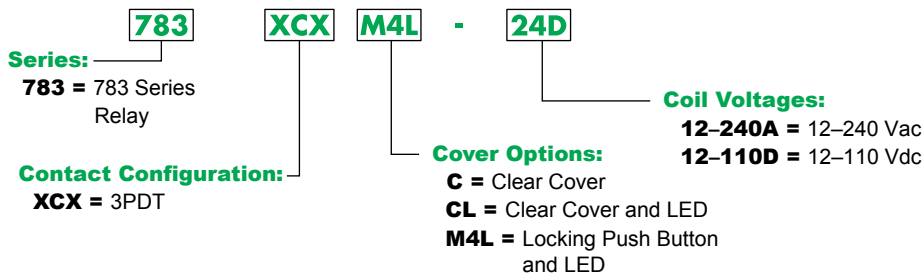 783 XCX M4L - 24D
Series:
783 = 783 Series
Relay
Contact Configuration:
XCX = 3PDT
Cover Options:
C = Clear Cover
CL = Clear Cover and LED
M4L = Locking Push Button
and LED
Coil Voltages:
12–240A = 12–240 Vac
12–110D = 12–110 Vdc